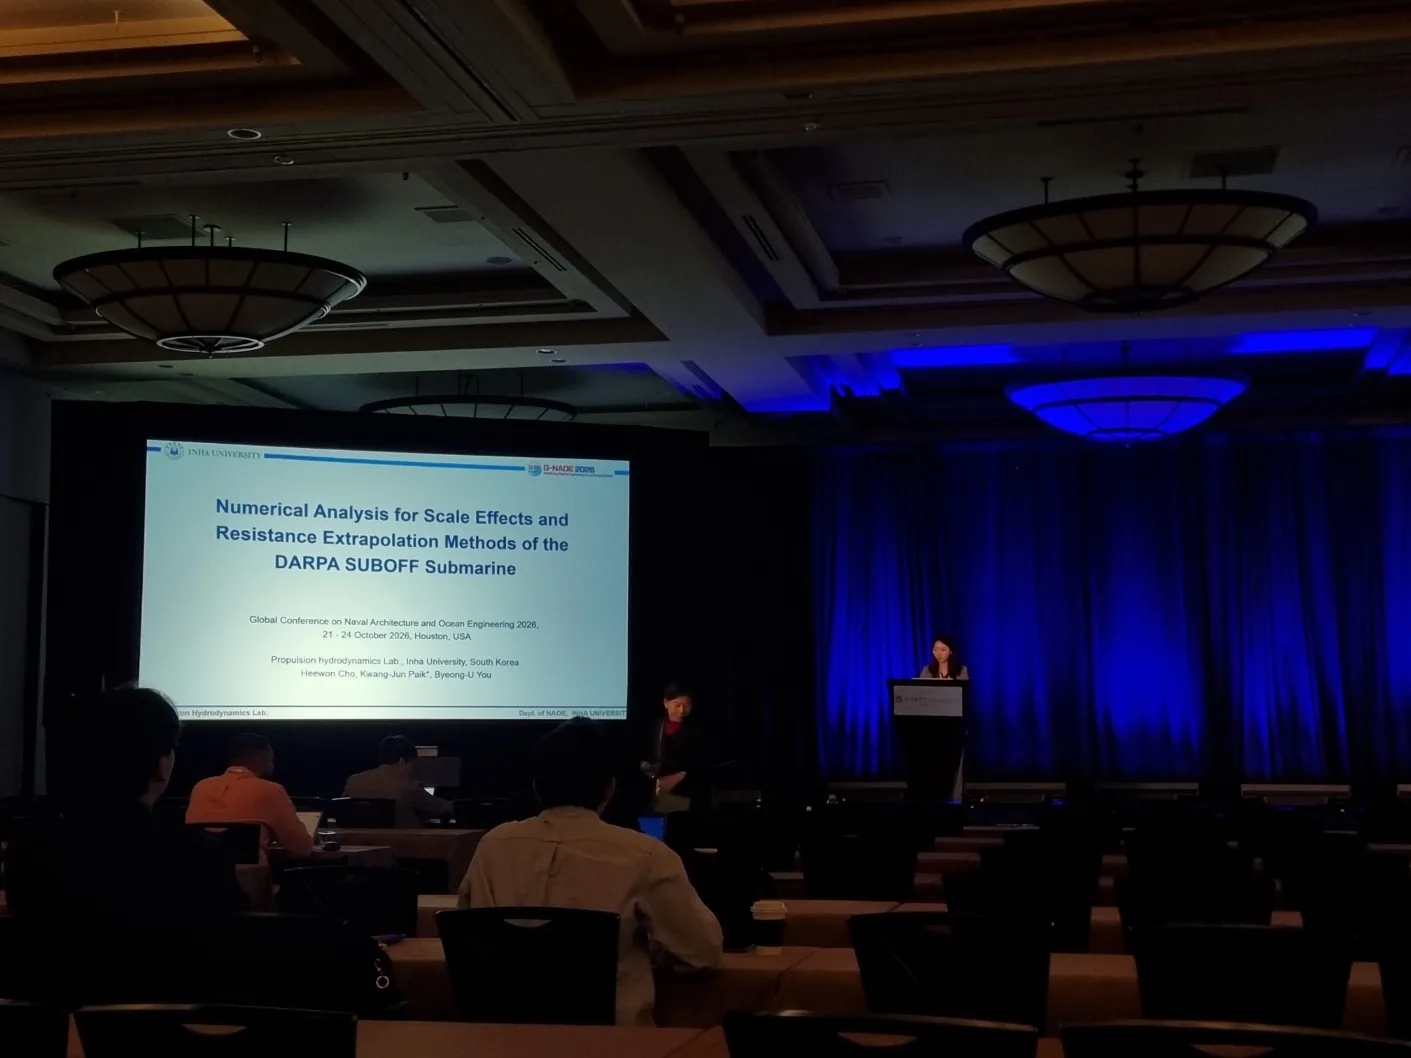 INHA UNIVERSITY
G-NAOE 2026
Numerical Analysis for Scale Effects and
Resistance Extrapolation Methods of the
DARPA SUBOFF Submarine
Global Conference on Naval Architecture and Ocean Engineering 2026,
21 - 24 October 2026, Houston, USA
Propulsion hydrodynamics Lab., Inha University, South Korea
Heewon Cho, Kwang-Jun Paik*, Byeong-U You
on Hydrodynamics Lab.
Dept. of NAOE, INHA UNIVERSITY